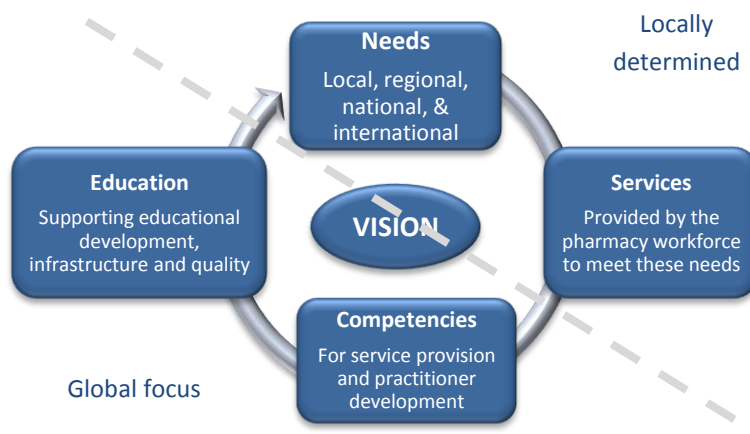 Locally
determined
Needs
Local, regional,
national, &
international
Education
Supporting educational
development,
infrastructure and quality
VISION
Services
Provided by the
pharmacy workforce
to meet these needs
Competencies
For service provision
and practitioner
development
Global focus